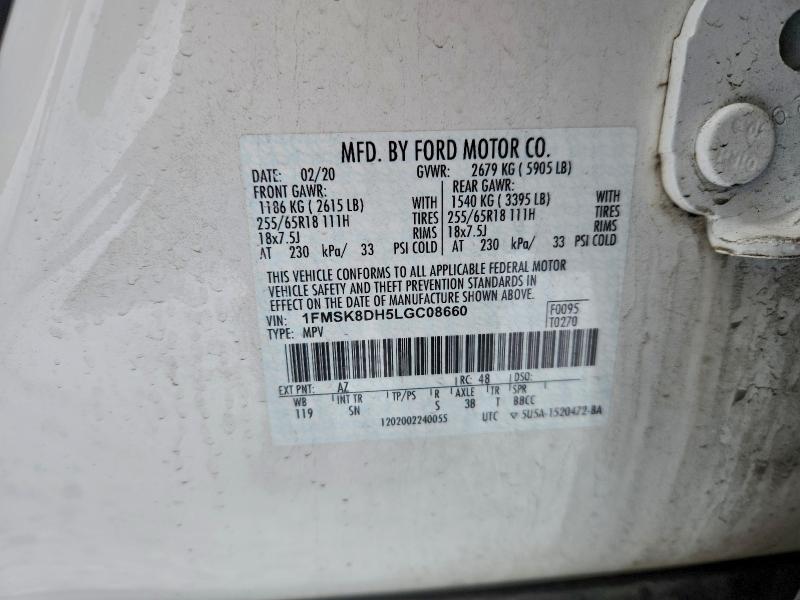 MFD. BY FORD MOTOR CO.
DATE: 02/20 GVWR: 2679 KG ( 5905 LB)
FRONT GAWR: REAR GAWR:
1186 KG ( 2615 LB) WITH 1540 KG ( 3395 LB) WITH
255/65R18 111H TIRES 255/65R18 111H TIRES
18x7.5J RIMS 18x7.5J RIMS
AT 230 kPa/ 33 PSI COLD AT 230 kPa/ 33 PSI COLD
THIS VEHICLE CONFORMS TO ALL APPLICABLE FEDERAL MOTOR
VEHICLE SAFETY AND THEFT PREVENTION STANDARDS IN
EFFECT ON THE DATE OF MANUFACTURE SHOWN ABOVE.
VIN: 1FMSK8DH5LGC08660 F0095
TYPE: MPV T0270
EXT PNT: AZ RC: 48 DSO:
WB INT TR TP/PS R AXLE TR SPR
119 SN S 3B T BBCC
1202002240055 UTC ▽ 5U5A-1520472-BA